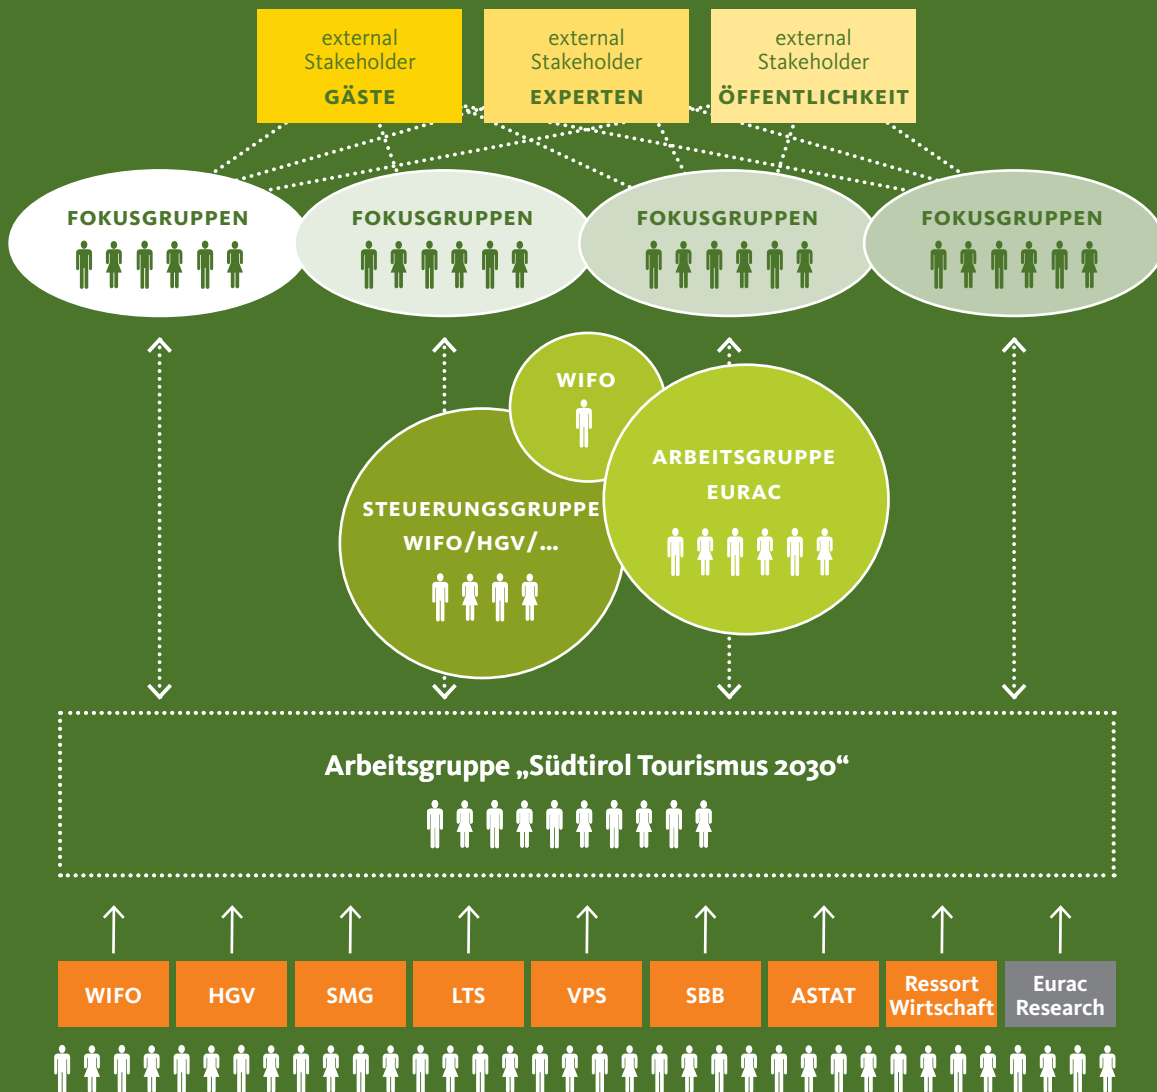 external
Stakeholder
GÄSTE
external
Stakeholder
EXPERTEN
external
Stakeholder
ÖFFENTLICHKEIT
FOKUSGRUPPEN
FOKUSGRUPPEN
FOKUSGRUPPEN
FOKUSGRUPPEN
WIFO
ARBEITSGRUPPE
EURAC
STEUERUNGSGRUPPE
WIFO/HGV/...
Arbeitsgruppe „Südtirol Tourismus 2030“
WIFO
HGV
SMG
LTS
VPS
SBB
ASTAT
Ressort
Wirtschaft
Eurac
Research